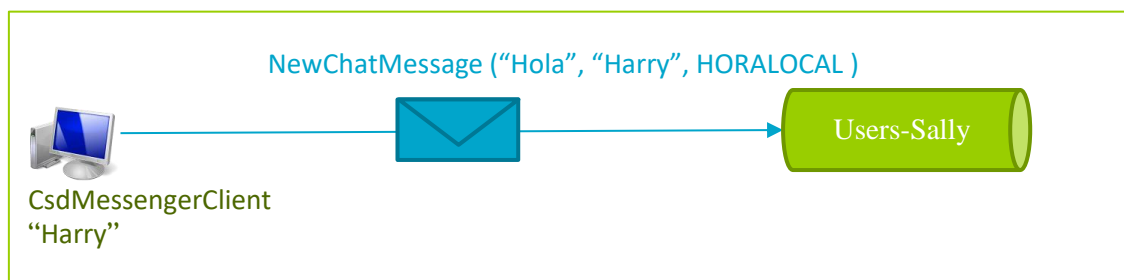 NewChatMessage (“Hola”, “Harry”, HORALOCAL )
Users-Sally
CsdMessengerClient
“Harry”